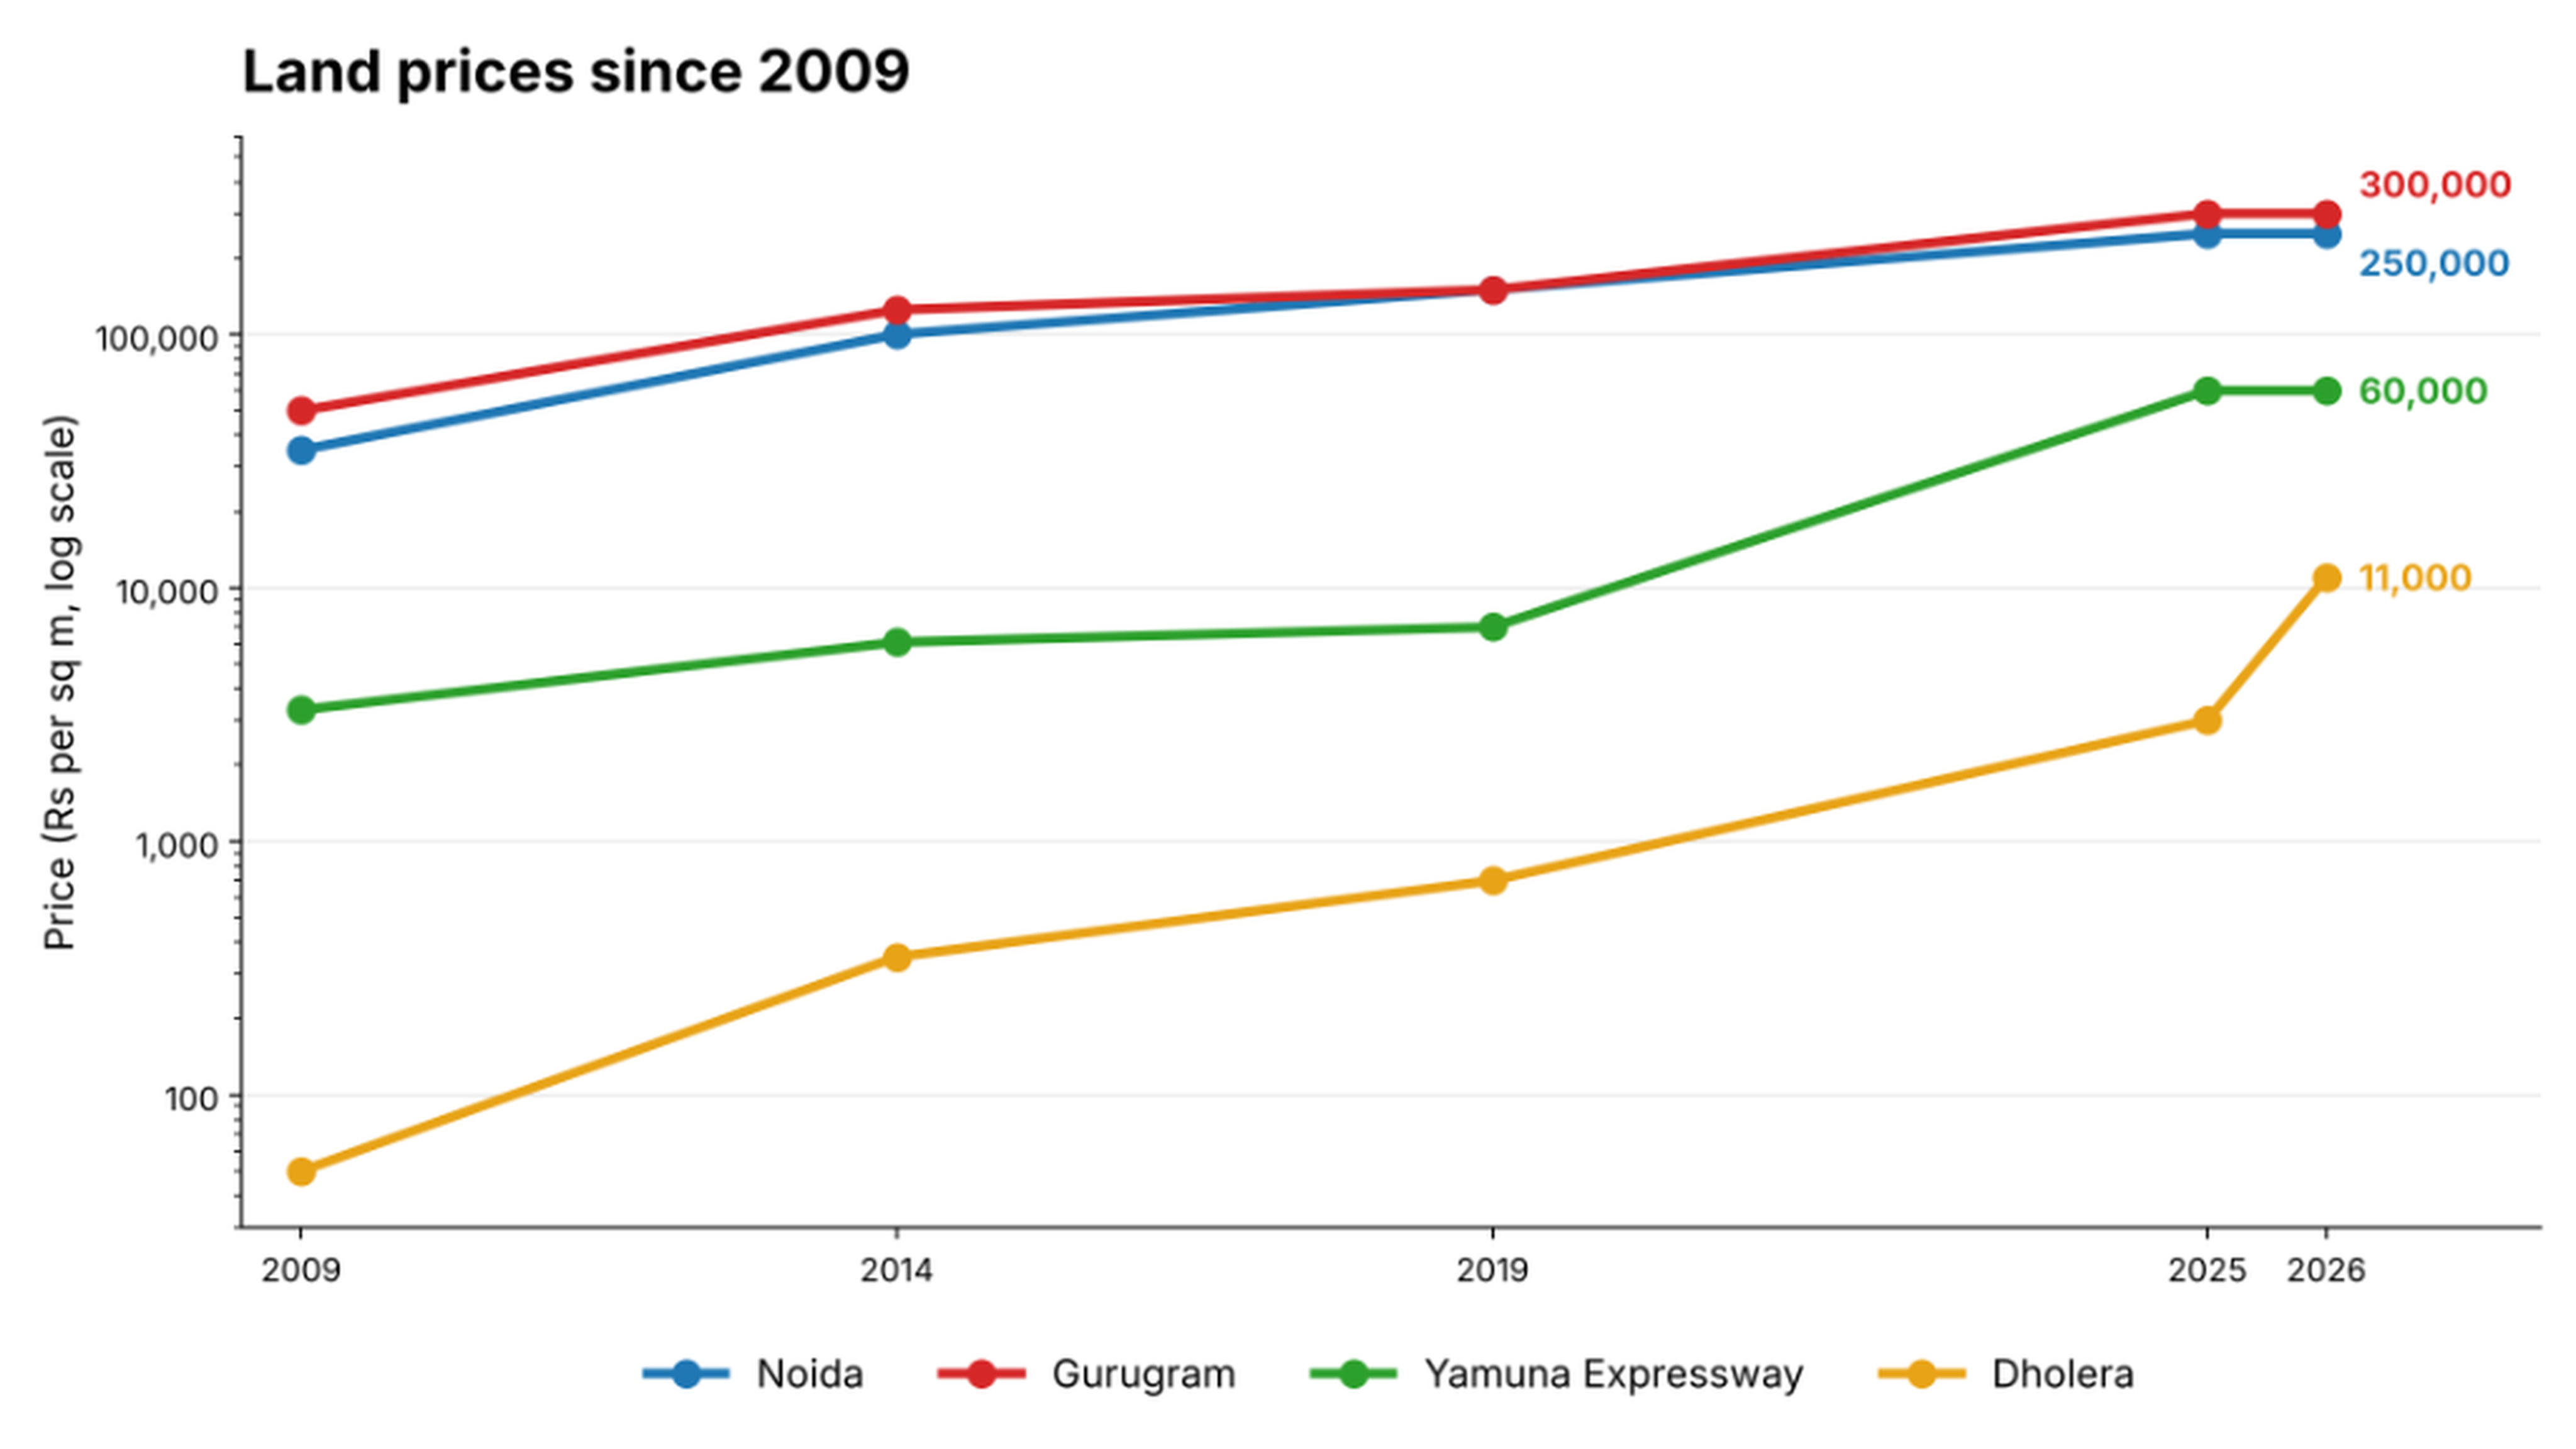 Land prices since 2009
Price (Rs per sq m, log scale)
100,000
10,000
1,000
100
300,000
250,000
60,000
11,000
2009 2014 2019 2025 2026
Noida Gurugram Yamuna Expressway Dholera